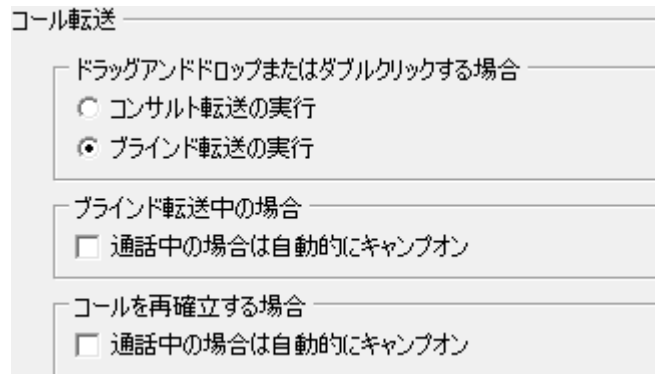 コール転送
ドラッグアンドドロップまたはダブルクリックする場合
コンサルト転送の実行
ブラインド転送の実行
ブラインド転送中の場合
通話中の場合は自動的にキャンプオン
コールを再確立する場合
通話中の場合は自動的にキャンプオン